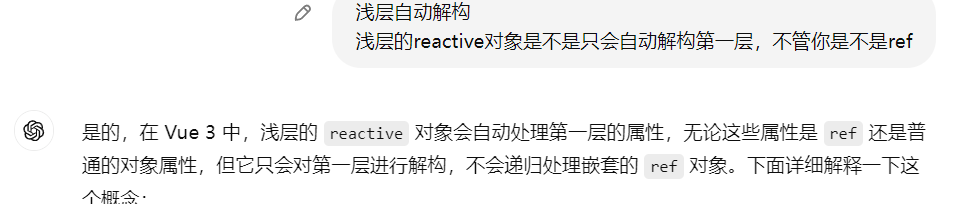 浅层自动解构
浅层的reactive对象是不是只会自动解构第一层，不管你是不是ref
是的，在 Vue 3 中，浅层的 reactive 对象会自动处理第一层的属性，无论这些属性是 ref 还是普
通的对象属性，但它只会对第一层进行解构，不会递归处理嵌套的 ref 对象。下面详细解释一下这
个概念：